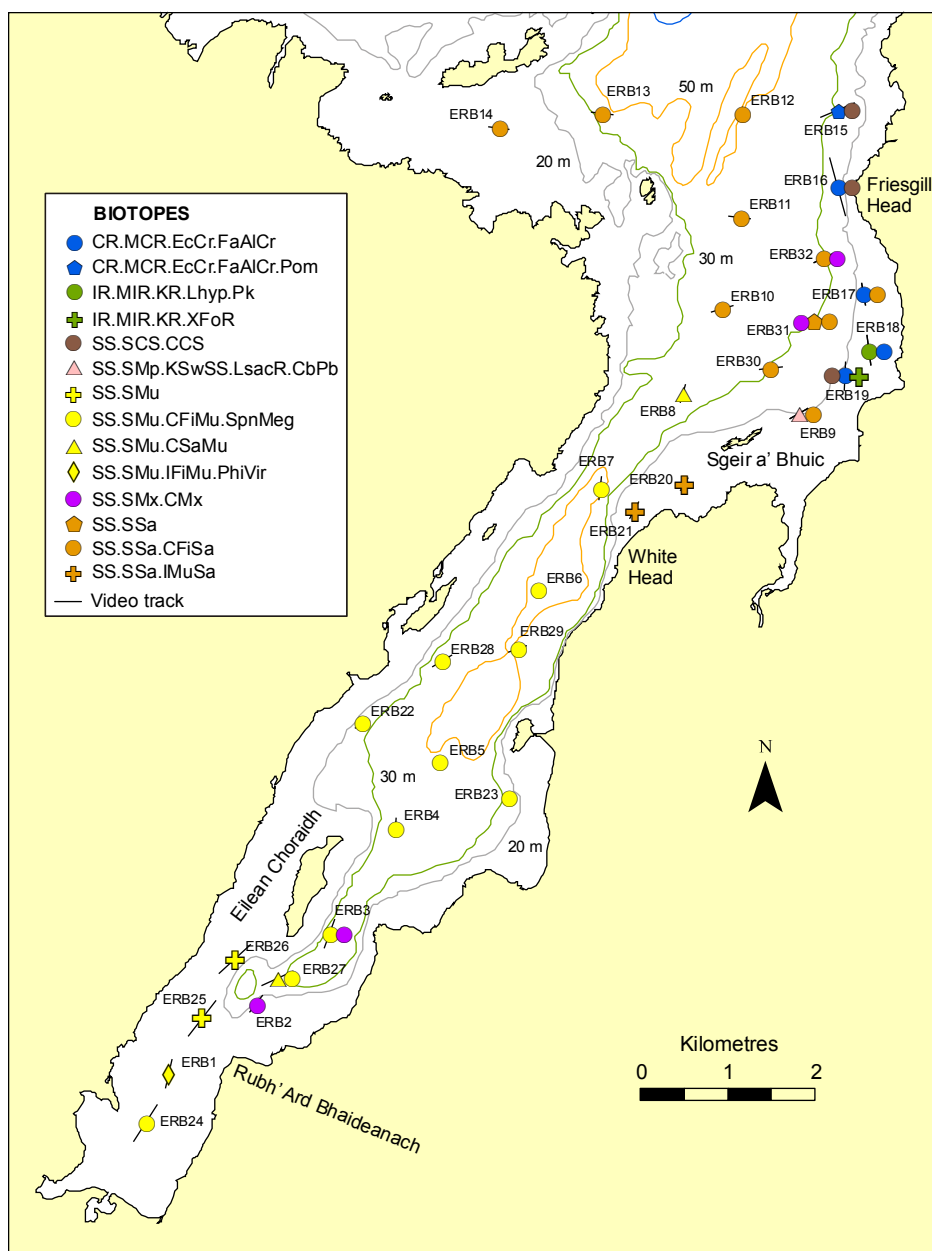 50 m
ERB13
ERB12
ERB14
ERB15
20 m
ERB16
Friesgill
Head
BIOTOPES
CR.MCR.EcCr.FaAlCr
CR.MCR.EcCr.FaAlCr.Pom
IR.MIR.KR.Lhyp.Pk
IR.MIR.KR.XFoR
SS.SCS.CCS
SS.SMp.KSwSS.LsacR.CbPb
SS.SMu
SS.SMu.CFiMu.SpnMeg
SS.SMu.CSaMu
SS.SMu.IFiMu.PhiVir
SS.SMx.CMx
SS.SSa
SS.SSa.CFiSa
SS.SSa.IMuSa
Video track
ERB11
30 m
ERB32
ERB17
ERB10
ERB31
ERB18
ERB30
ERB8
ERB19
ERB9
Sgeir a' Bhuic
ERB7
ERB20
ERB21
White
Head
ERB6
ERB29
ERB28
ERB22
ERB5
30 m
ERB23
ERB4
20 m
N
Eilean Choraidh
ERB3
ERB26
ERB27
ERB25
ERB2
ERB1
Rubh' Ard Bhaideanach
ERB24
Kilometres
0 1 2